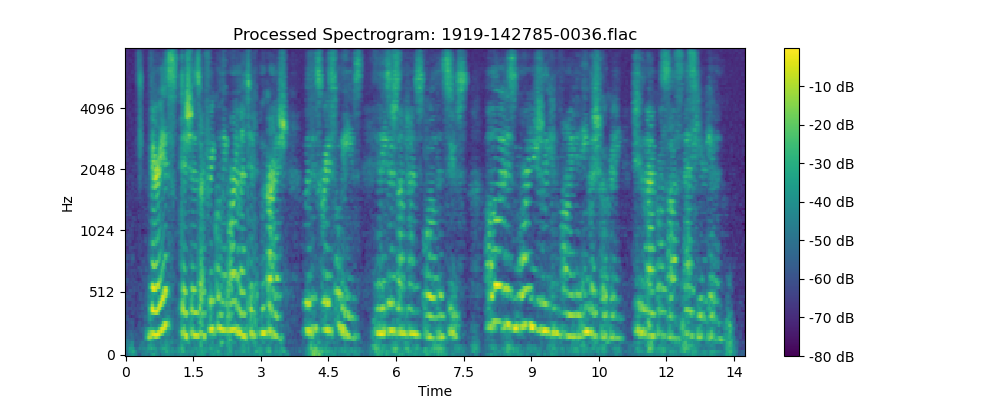 Processed Spectrogram: 1919-142785-0036.flac
4096
2048
1024
512
0
Hz
0 1.5 3 4.5 6 7.5 9 10 12 14
Time
-10 dB
-20 dB
-30 dB
-40 dB
-50 dB
-60 dB
-70 dB
-80 dB